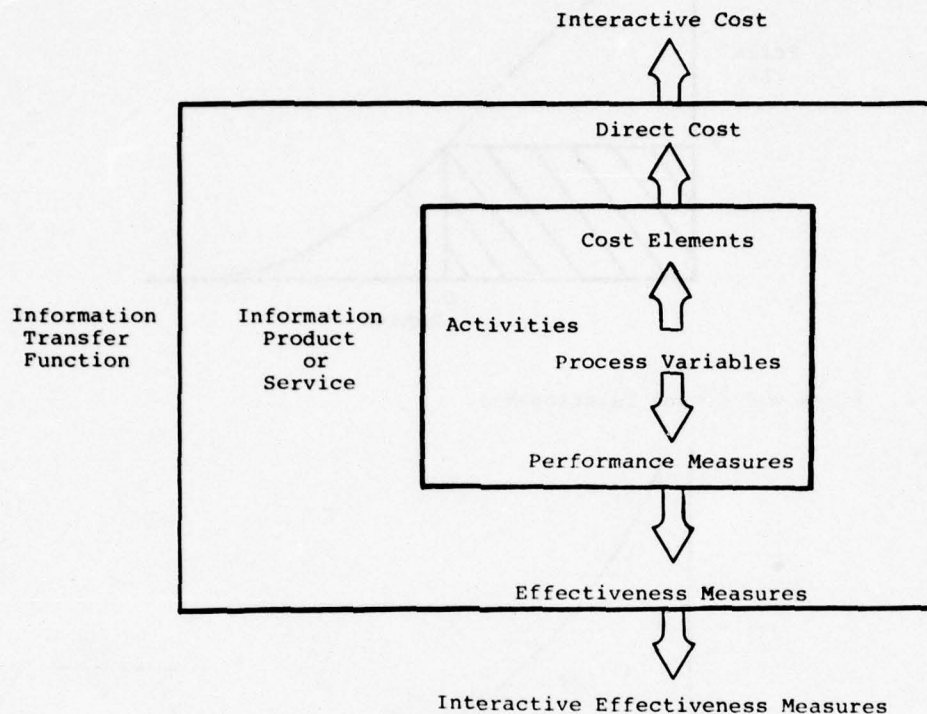 Interactive Cost
Direct Cost
Cost Elements
Information
Transfer
Function
Information
Product
or
Service
Activities
Process Variables
Performance Measures
Effectiveness Measures
Interactive Effectiveness Measures